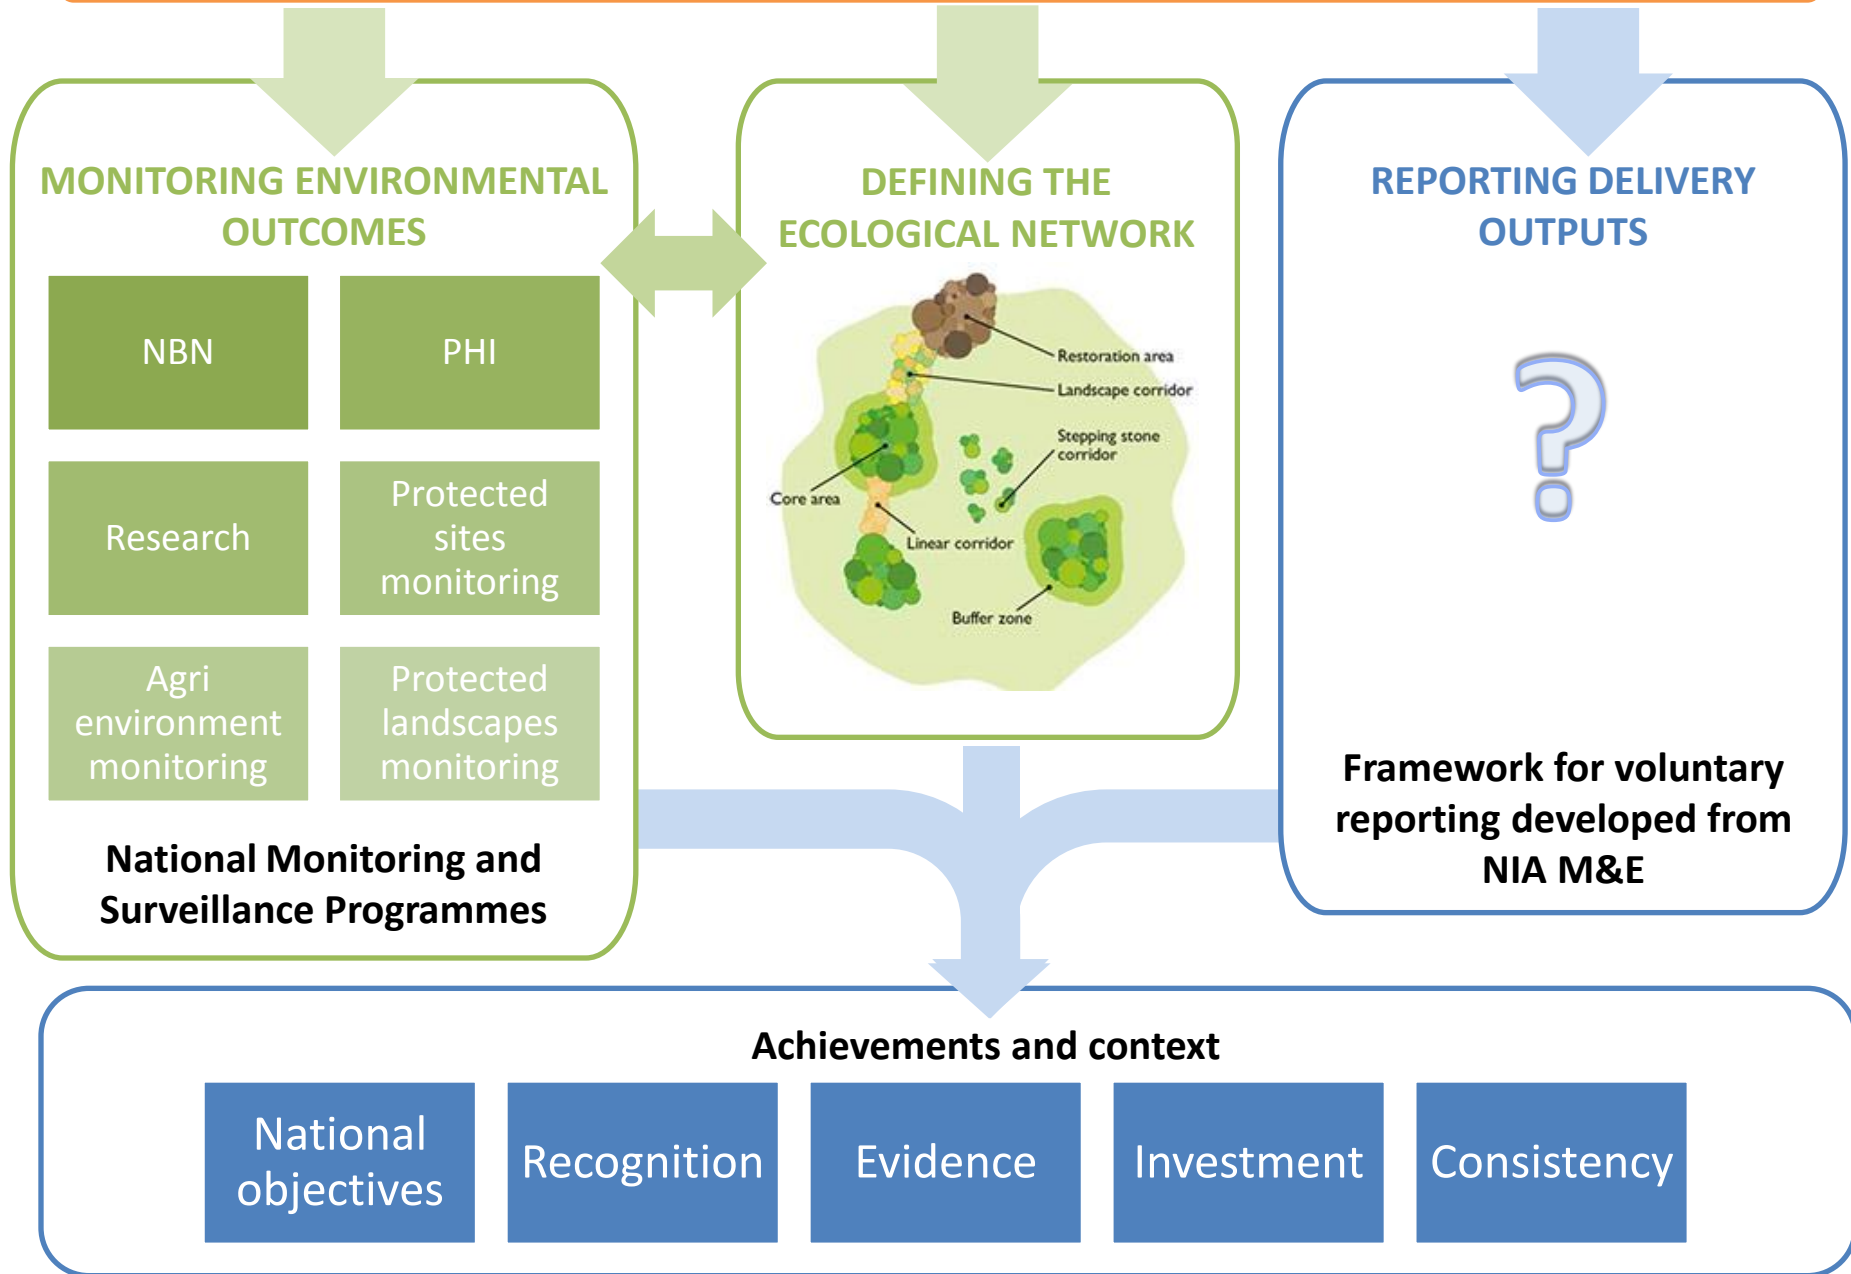 MONITORING ENVIRONMENTAL
OUTCOMES
NBN
PHI
Research
Protected
sites
monitoring
Agri
environment
monitoring
Protected
landscapes
monitoring
National Monitoring and
Surveillance Programmes
DEFINING THE
ECOLOGICAL NETWORK
Restoration area
Landscape corridor
Stepping stone
corridor
Core area
Linear corridor
Buffer zone
REPORTING DELIVERY
OUTPUTS
?
Framework for voluntary
reporting developed from
NIA M&E
Achievements and context
National
objectives
Recognition
Evidence
Investment
Consistency